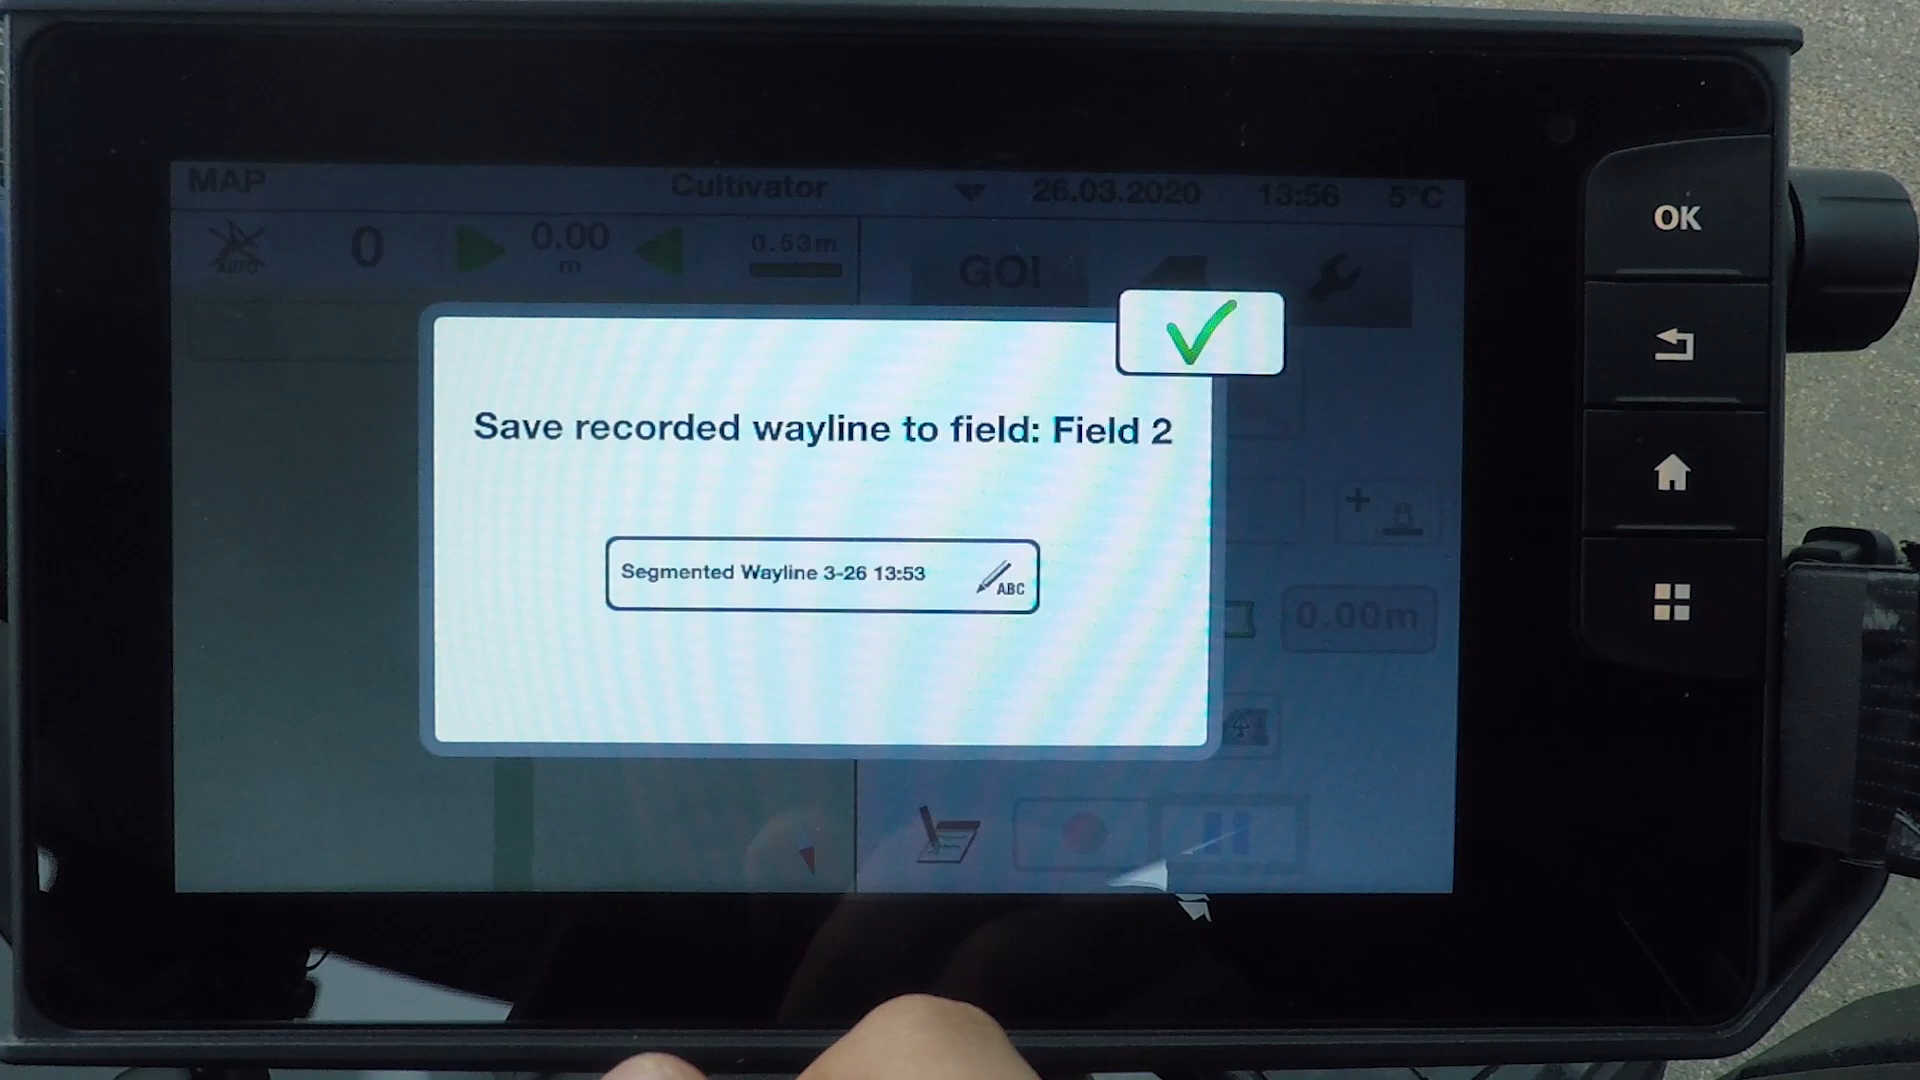 MAP Cultivator 26.03.2020 13:56 5°C
AUTO 0 0.00 m 0.53m GO!
OK
Save recorded wayline to field: Field 2
Segmented Wayline 3-26 13:53 ABC
+
0.00m